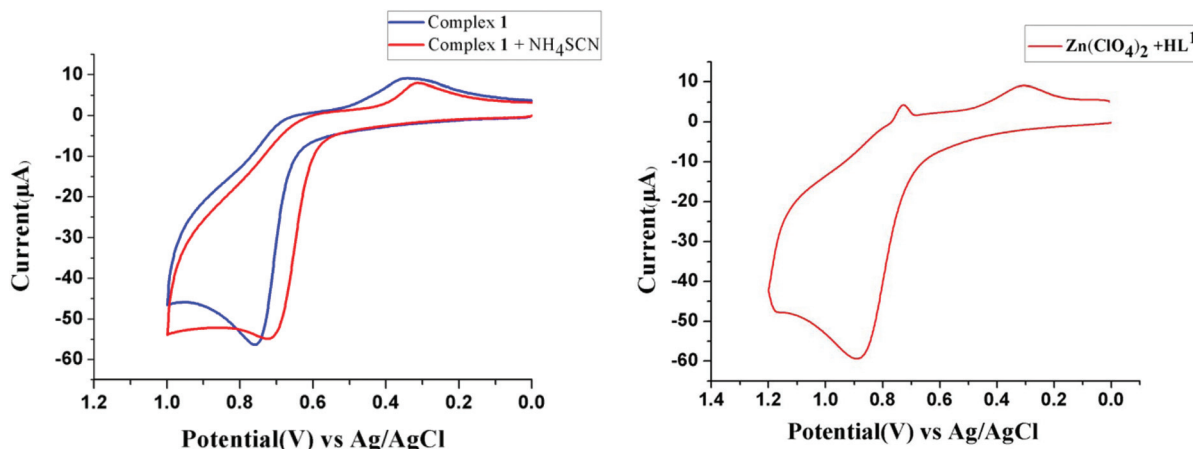 Complex 1
Complex 1 + NH₄SCN
10
0
-10
-20
-30
-40
-50
-60
Current(μA)
1.2 1.0 0.8 0.6 0.4 0.2 0.0
Potential(V) vs Ag/AgCl
Zn(ClO₄)₂ +HL¹
10
0
-10
-20
-30
-40
-50
-60
Current(μA)
1.4 1.2 1.0 0.8 0.6 0.4 0.2 0.0
Potential(V) vs Ag/AgCl